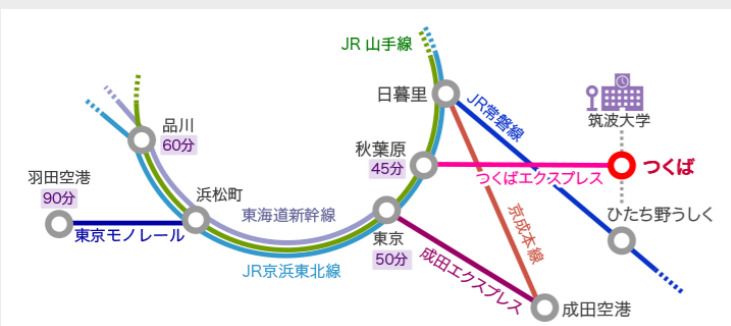 JR 山手線
日暮里
JR常磐線
筑波大学
品川
60分
秋葉原
45分
つくば
つくばエクスプレス
羽田空港
90分
浜松町
東海道新幹線
ひたち野うしく
東京モノレール
東京
50分
京成本線
JR京浜東北線
成田エクスプレス
成田空港